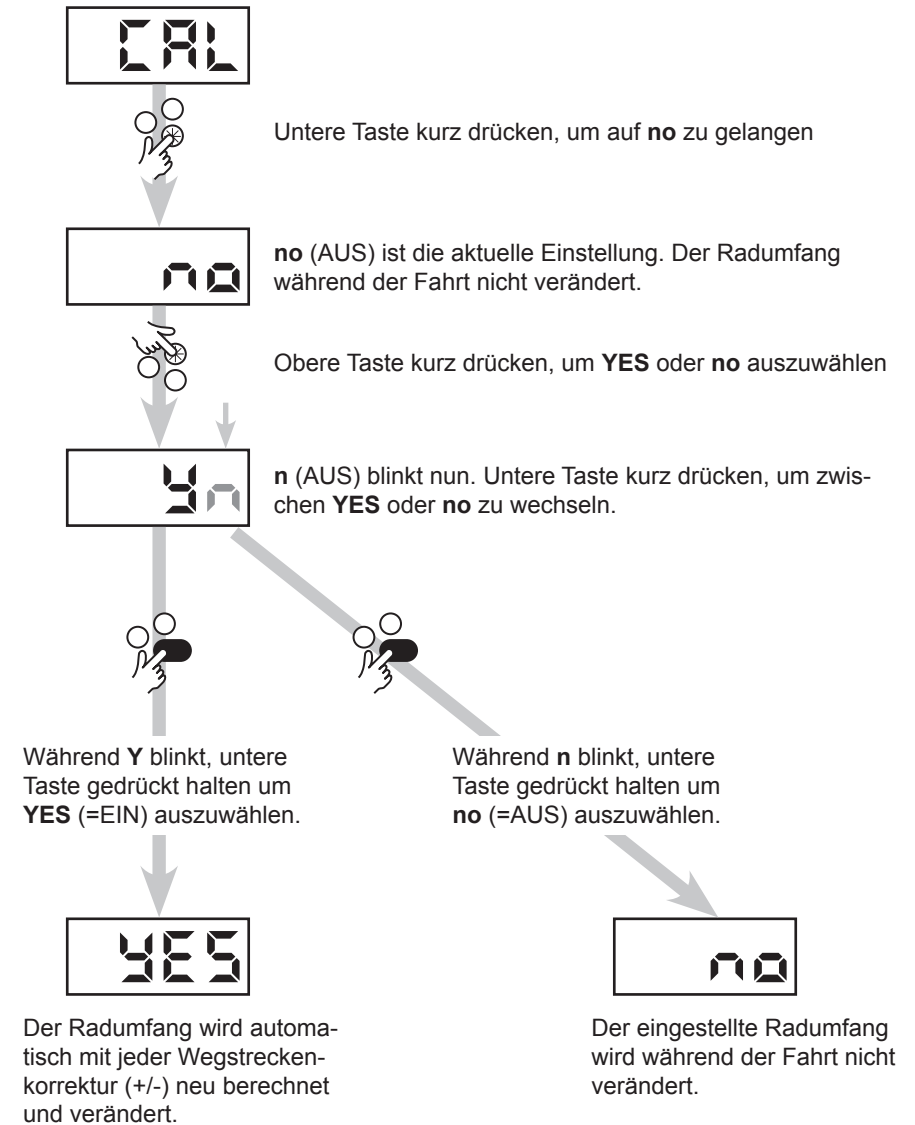 CAL
Untere Taste kurz drücken, um auf no zu gelangen
no
no (AUS) ist die aktuelle Einstellung. Der Radumfang
während der Fahrt nicht verändert.
Obere Taste kurz drücken, um YES oder no auszuwählen
Yn
n (AUS) blinkt nun. Untere Taste kurz drücken, um zwis-
chen YES oder no zu wechseln.
Während Y blinkt, untere
Taste gedrückt halten um
YES (=EIN) auszuwählen.
Während n blinkt, untere
Taste gedrückt halten um
no (=AUS) auszuwählen.
YES
Der Radumfang wird automa-
tisch mit jeder Wegstrecken-
korrektur (+/-) neu berechnet
und verändert.
no
Der eingestellte Radumfang
wird während der Fahrt nicht
verändert.